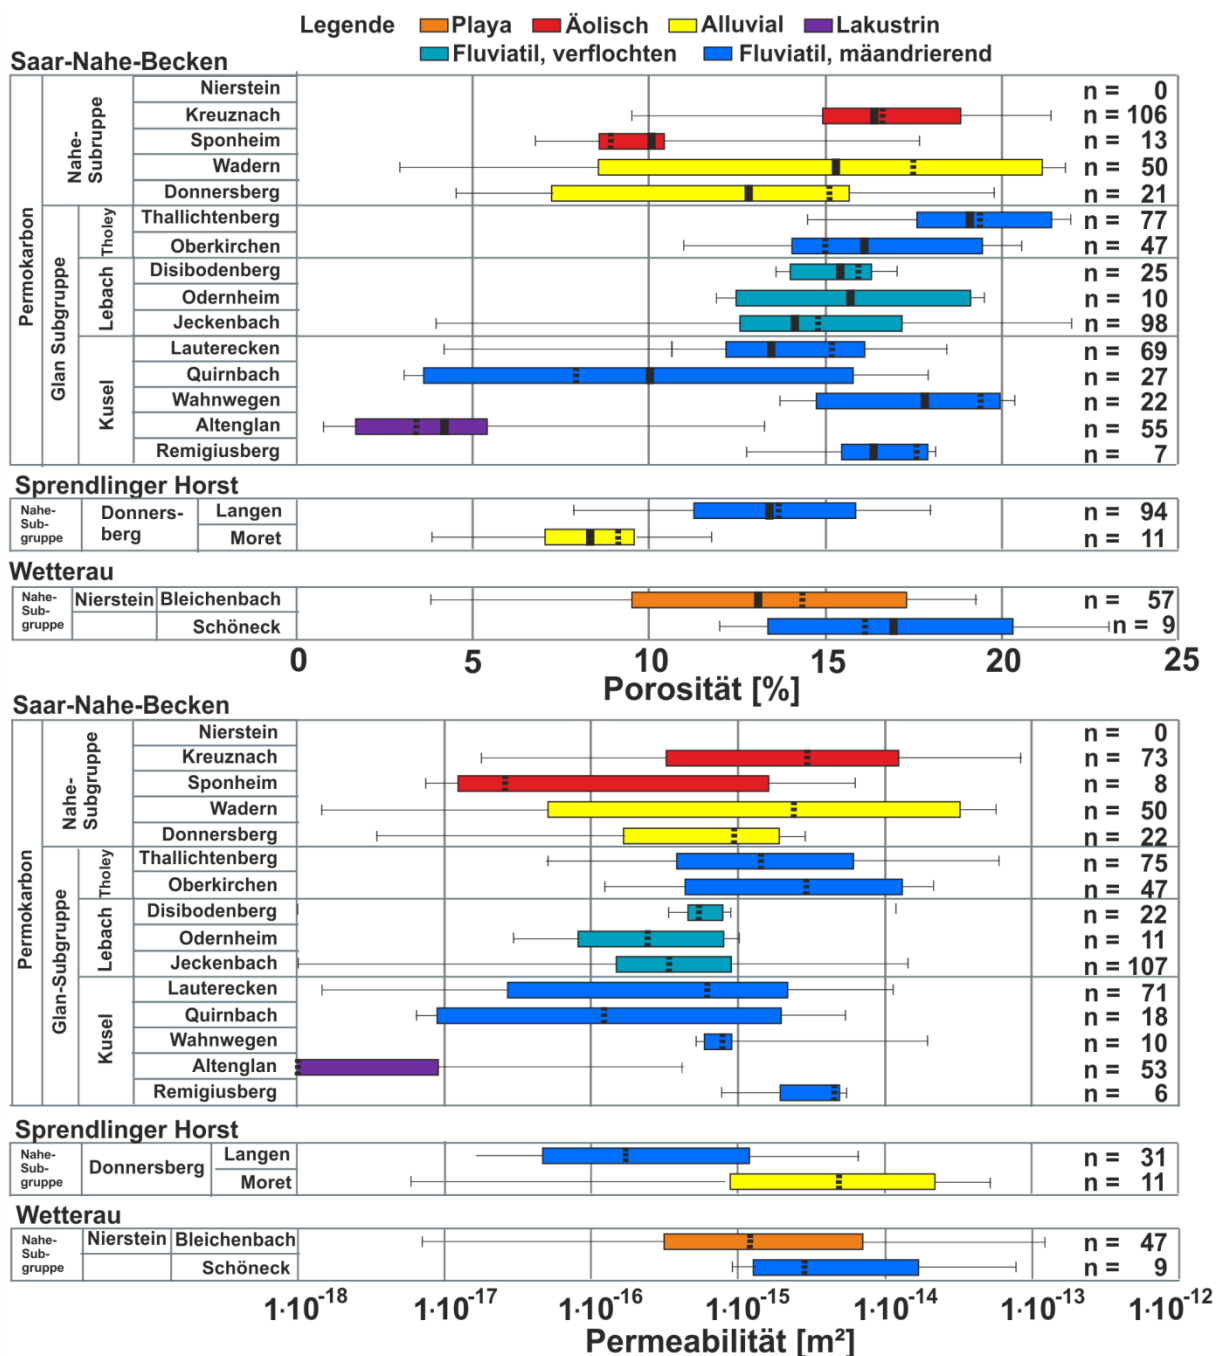 Legende Playa Äolisch Alluvial Lakustrin
Fluviatil, verflochten Fluviatil, mäandrierend
Saar-Nahe-Becken
Permokarbon
Nahe-
Subruppe
Nierstein n = 0
Kreuznach n = 106
Sponheim n = 13
Wadern n = 50
Donnersberg n = 21
Glan Subgruppe
Tholey
Thallichtenberg n = 77
Oberkirchen n = 47
Lebach
Disibodenberg n = 25
Odernheim n = 10
Jeckenbach n = 98
Kusel
Lauterecken n = 69
Quirnbach n = 27
Wahnwegen n = 22
Altenglan n = 55
Remigiusberg n = 7
Sprendlinger Horst
Nahe-
Sub-
gruppe
Donners-
berg
Langen n = 94
Moret n = 11
Wetterau
Nahe-
Sub-
gruppe
Nierstein Bleichenbach n = 57
Schöneck n = 9
0 5 10 15 20 25
Porosität [%]
Saar-Nahe-Becken
Permokarbon
Nahe-
Subgruppe
Nierstein n = 0
Kreuznach n = 73
Sponheim n = 8
Wadern n = 50
Donnersberg n = 22
Glan-Subgruppe
Tholey
Thallichtenberg n = 75
Oberkirchen n = 47
Lebach
Disibodenberg n = 22
Odernheim n = 11
Jeckenbach n = 107
Kusel
Lauterecken n = 71
Quirnbach n = 18
Wahnwegen n = 10
Altenglan n = 53
Remigiusberg n = 6
Sprendlinger Horst
Nahe-
Sub-
gruppe
Donnersberg
Langen n = 31
Moret n = 11
Wetterau
Nahe-
Sub-
gruppe
Nierstein Bleichenbach n = 47
Schöneck n = 9
1·10⁻¹⁸ 1·10⁻¹⁷ 1·10⁻¹⁶ 1·10⁻¹⁵ 1·10⁻¹⁴ 1·10⁻¹³ 1·10⁻¹²
Permeabilität [m²]